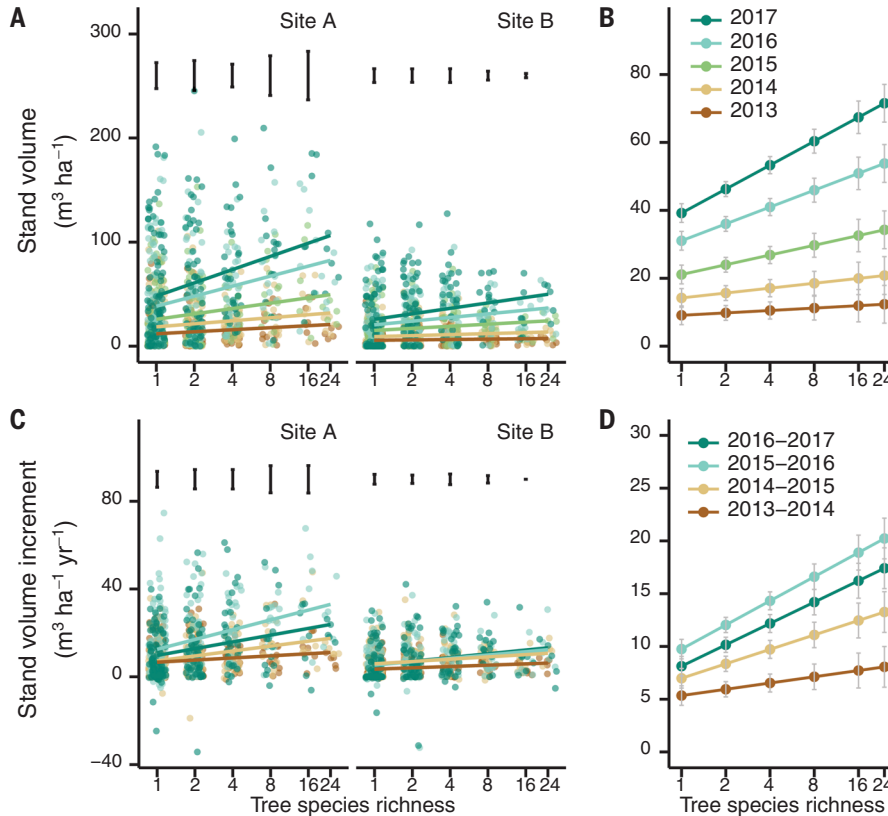 A
Site A
Site B
300
200
100
0
Stand volume
(m³ ha⁻¹)
1 2 4 8 16 24
1 2 4 8 16 24
B
2017
2016
2015
2014
2013
80
60
40
20
0
1 2 4 8 16 24
C
Site A
Site B
80
40
0
−40
Stand volume increment
(m³ ha⁻¹ yr⁻¹)
1 2 4 8 16 24
1 2 4 8 16 24
Tree species richness
D
2016–2017
2015–2016
2014–2015
2013–2014
30
25
20
15
10
5
0
1 2 4 8 16 24
Tree species richness